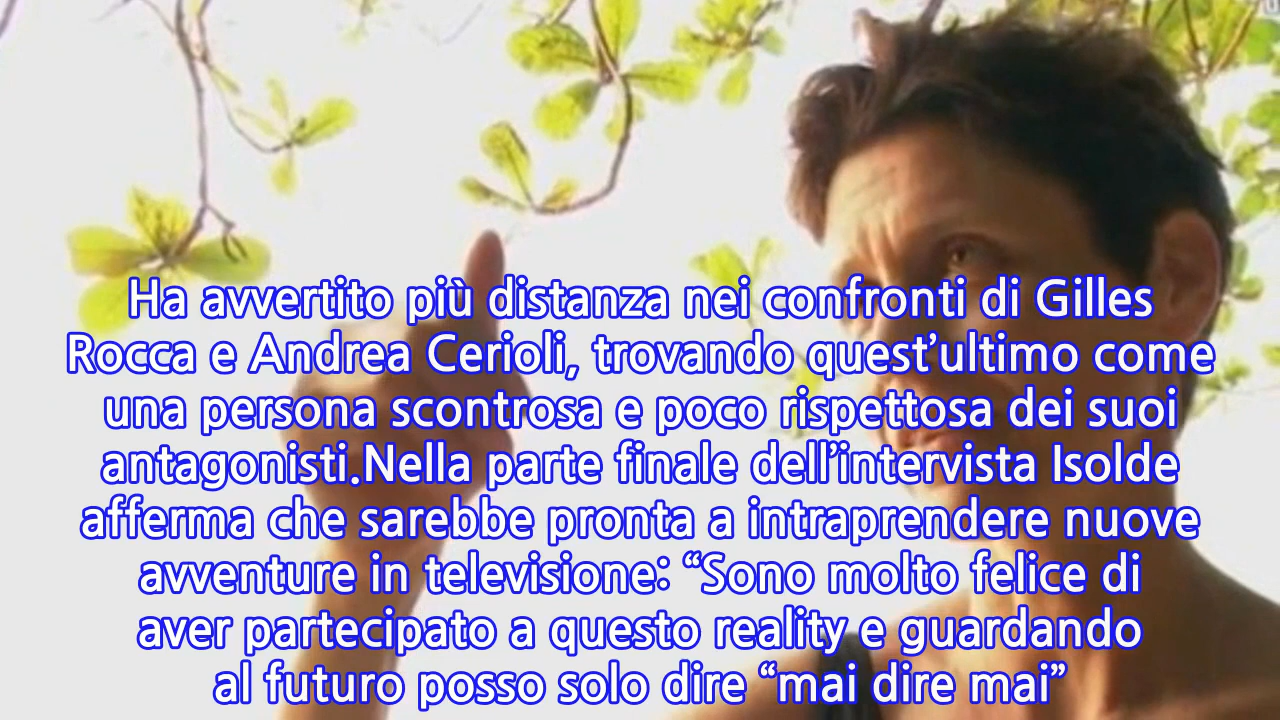 Ha avvertito più distanza nei confronti di Gilles
Rocca e Andrea Cerioli, trovando quest’ultimo come
una persona scontrosa e poco rispettosa dei suoi
antagonisti.Nella parte finale dell’intervista Isolde
afferma che sarebbe pronta a intraprendere nuove
avventure in televisione: “Sono molto felice di
aver partecipato a questo reality e guardando
al futuro posso solo dire “mai dire mai”